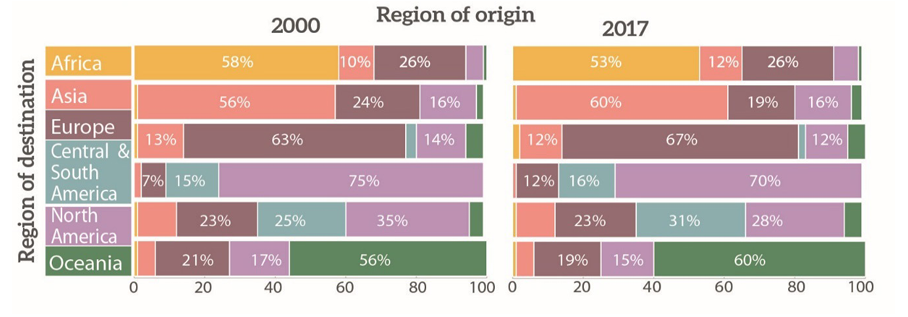 Region of origin
2000
2017
Region of destination
Africa
58% 10% 26%
53% 12% 26%
Asia
56% 24% 16%
60% 19% 16%
Europe
13% 63% 14%
12% 67% 12%
Central &
South
America
7% 15% 75%
12% 16% 70%
North
America
23% 25% 35%
23% 31% 28%
Oceania
21% 17% 56%
19% 15% 60%
0 20 40 60 80 100
0 20 40 60 80 100